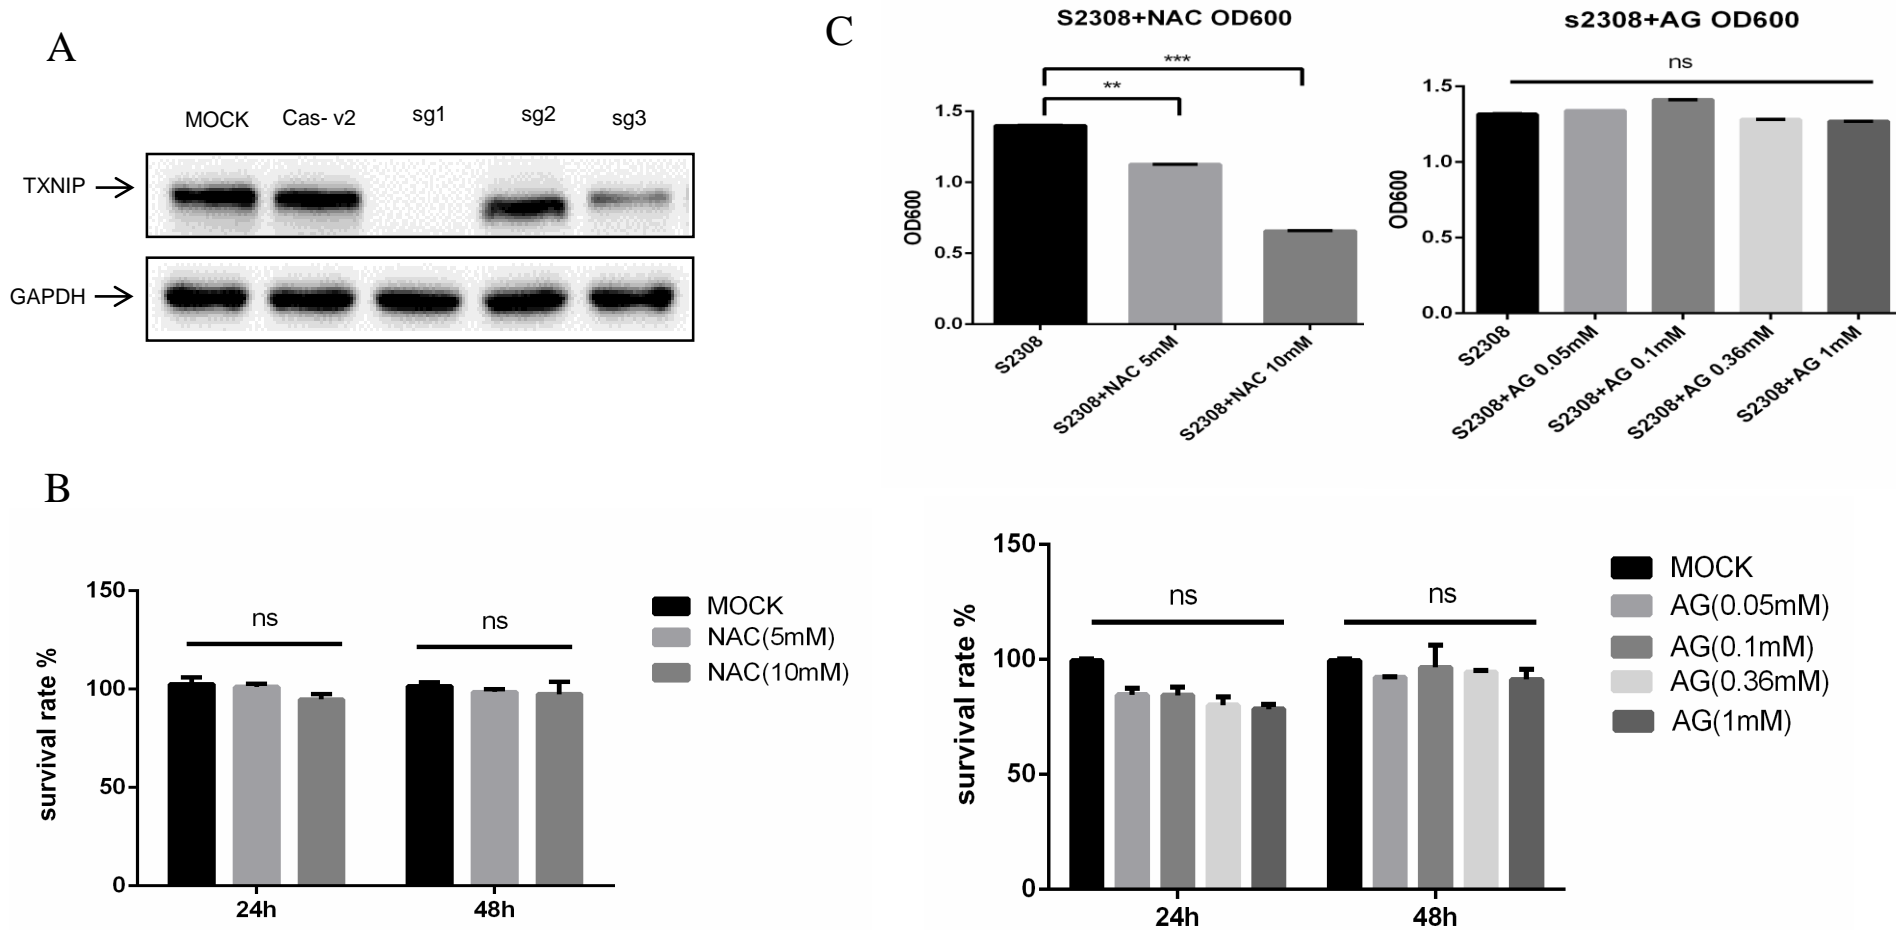 A
MOCK Cas- v2 sg1 sg2 sg3
TXNIP
GAPDH
C
S2308+NAC OD600
***
**
OD600
1.5
1.0
0.5
0.0
S2308
S2308+NAC 5mM
S2308+NAC 10mM
s2308+AG OD600
ns
OD600
1.5
1.0
0.5
0.0
S2308
S2308+AG 0.05mM
S2308+AG 0.1mM
S2308+AG 0.36mM
S2308+AG 1mM
B
survival rate %
150
100
50
0
ns
ns
24h
48h
MOCK
NAC(5mM)
NAC(10mM)
survival rate %
150
100
50
0
ns
ns
24h
48h
MOCK
AG(0.05mM)
AG(0.1mM)
AG(0.36mM)
AG(1mM)